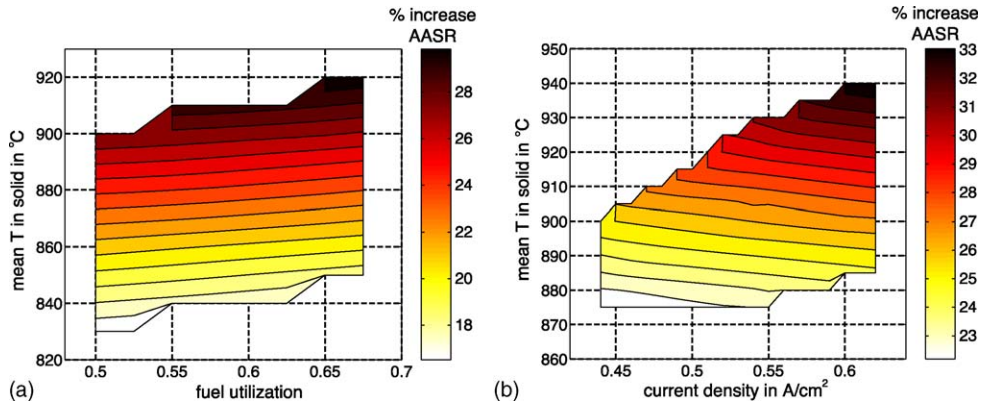 % increase
AASR
920
900
880
860
840
820
mean T in solid in °C
0.5 0.55 0.6 0.65 0.7
fuel utilization
28
26
24
22
20
18
(a)
% increase
AASR
950
940
930
920
910
900
890
880
870
860
mean T in solid in °C
0.45 0.5 0.55 0.6
current density in A/cm²
33
32
31
30
29
28
27
26
25
24
23
(b)